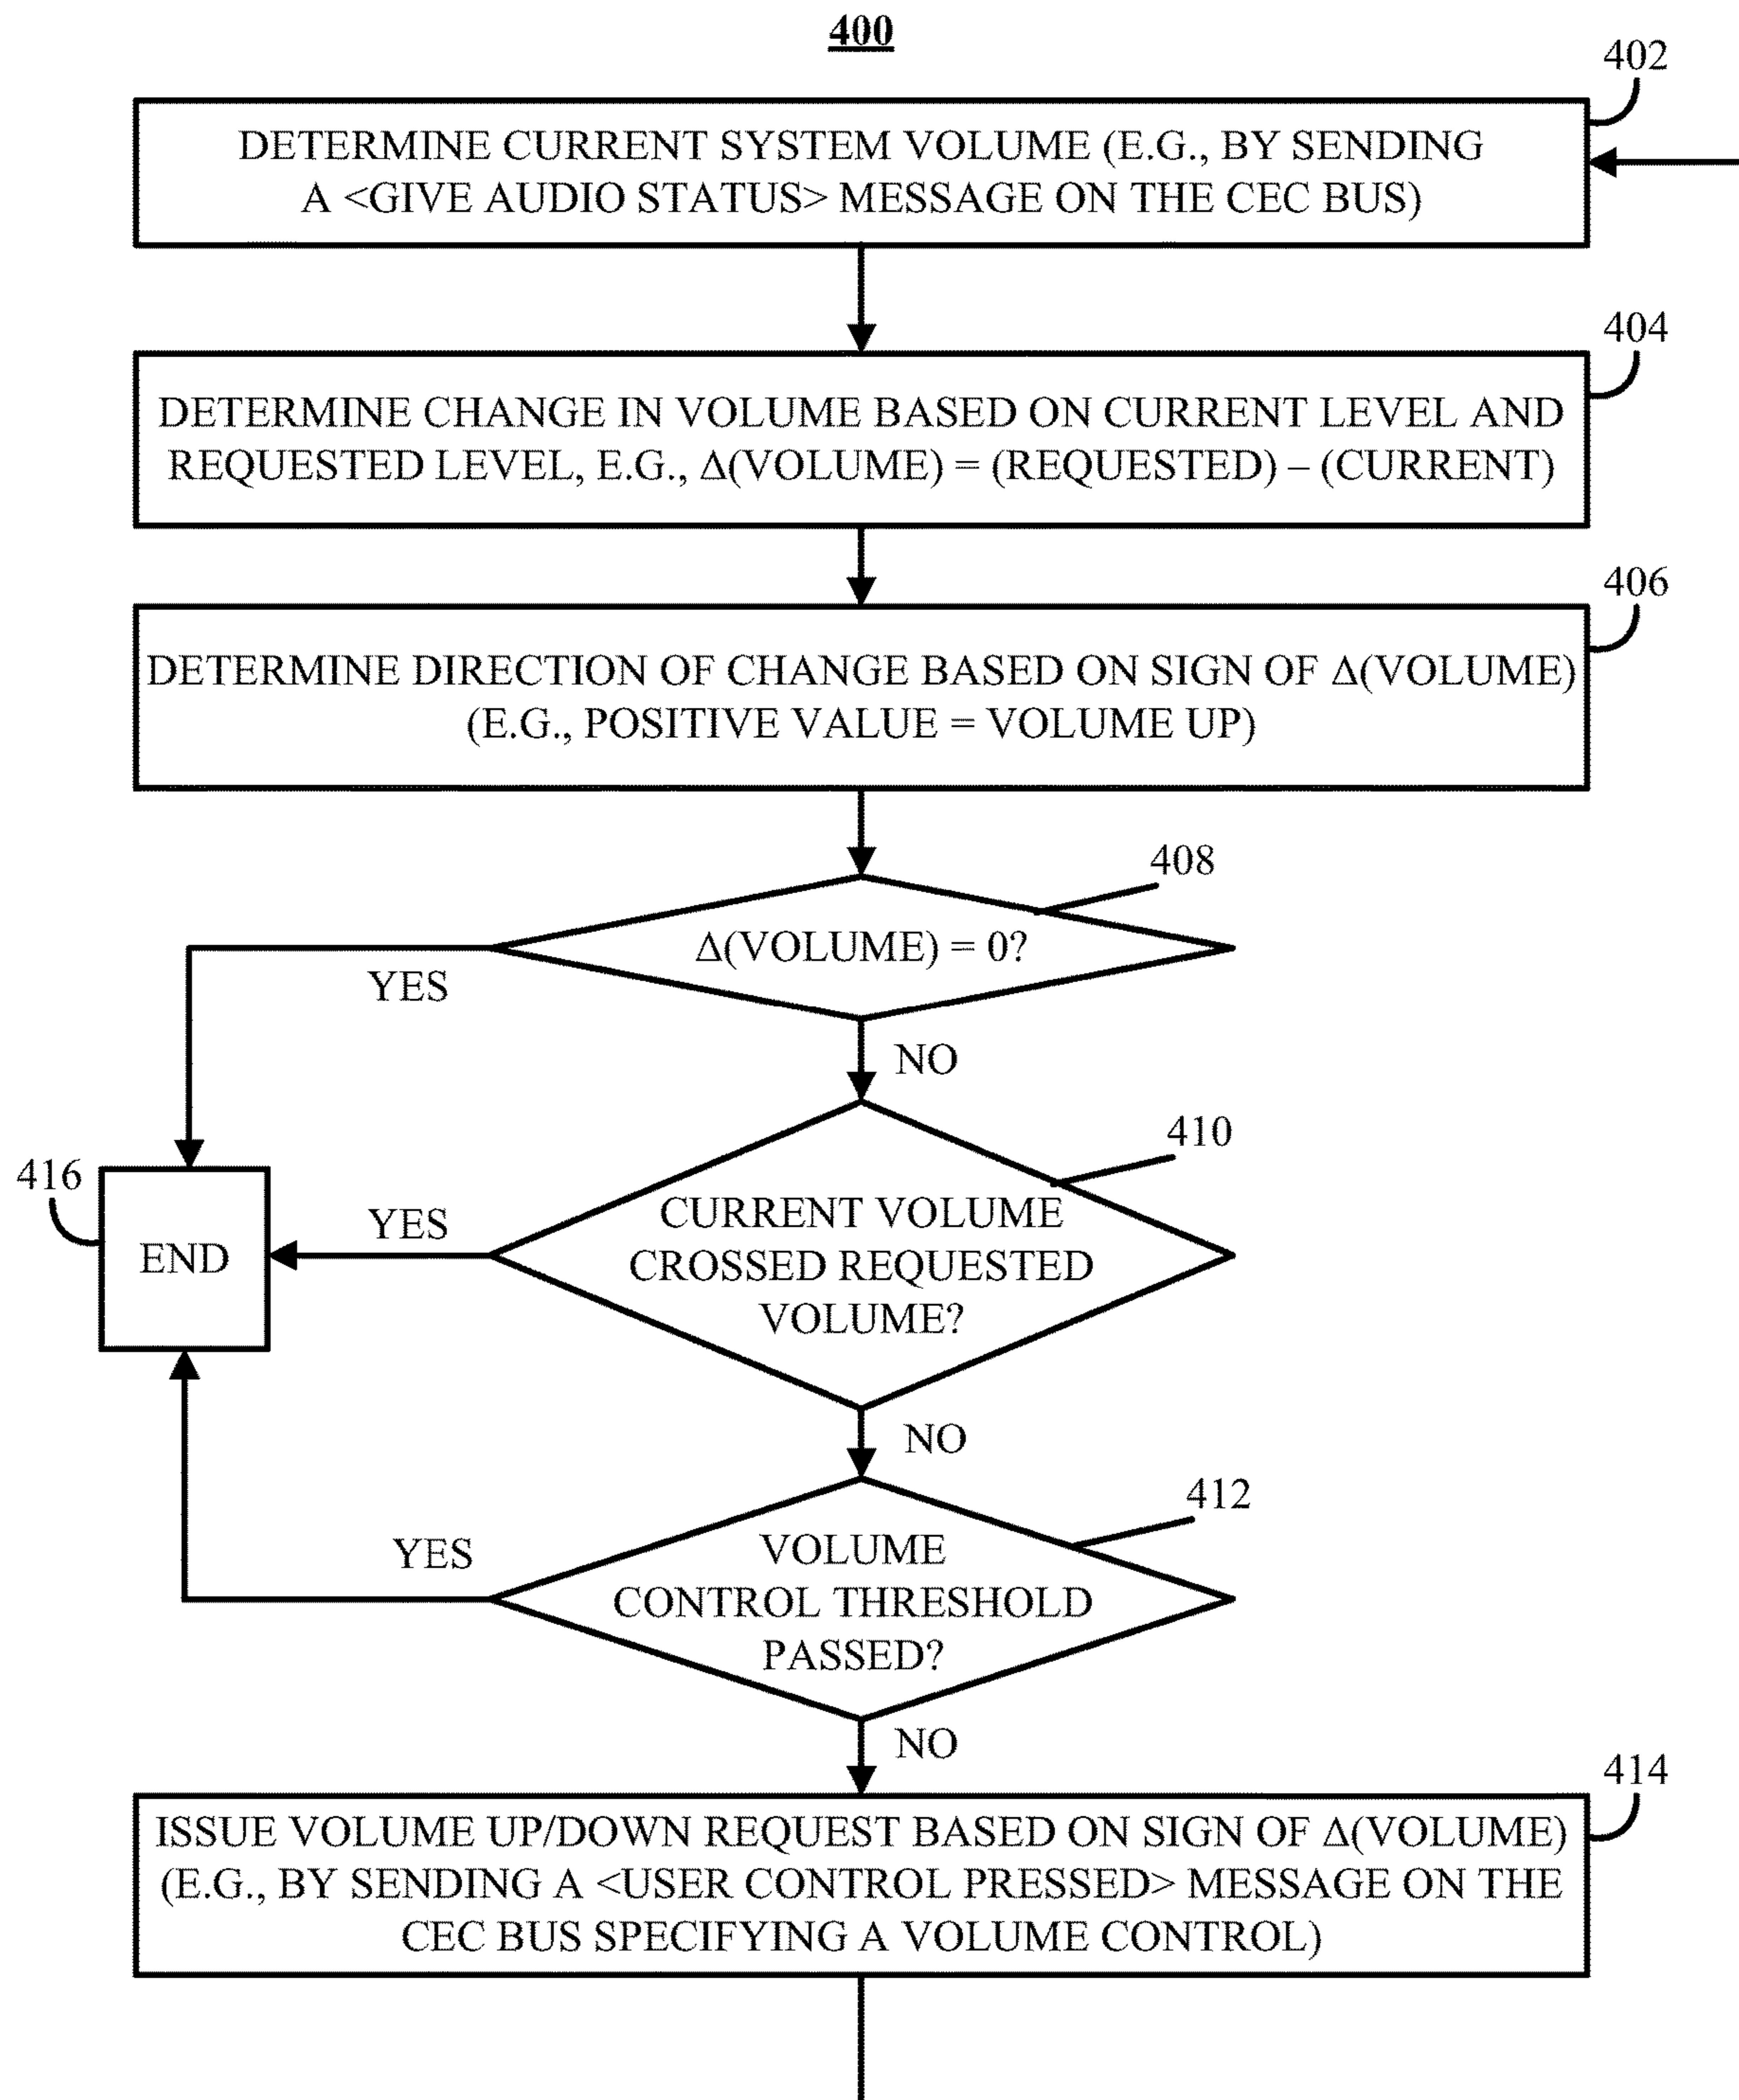 400
402
DETERMINE CURRENT SYSTEM VOLUME (E.G., BY SENDING
A <GIVE AUDIO STATUS> MESSAGE ON THE CEC BUS)
404
DETERMINE CHANGE IN VOLUME BASED ON CURRENT LEVEL AND
REQUESTED LEVEL, E.G., Δ(VOLUME) = (REQUESTED) – (CURRENT)
406
DETERMINE DIRECTION OF CHANGE BASED ON SIGN OF Δ(VOLUME)
(E.G., POSITIVE VALUE = VOLUME UP)
408
Δ(VOLUME) = 0?
YES
NO
410
416
CURRENT VOLUME
CROSSED REQUESTED
VOLUME?
YES
END
NO
412
VOLUME
CONTROL THRESHOLD
PASSED?
YES
NO
414
ISSUE VOLUME UP/DOWN REQUEST BASED ON SIGN OF Δ(VOLUME)
(E.G., BY SENDING A <USER CONTROL PRESSED> MESSAGE ON THE
CEC BUS SPECIFYING A VOLUME CONTROL)